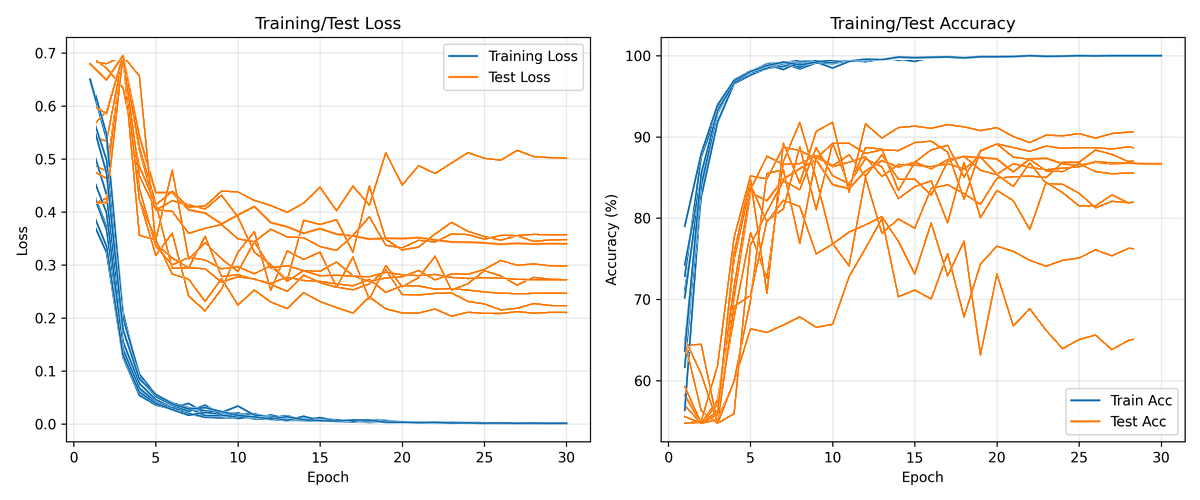 Training/Test Loss
Training Loss
Test Loss
Loss
0.7
0.6
0.5
0.4
0.3
0.2
0.1
0.0
0 5 10 15 20 25 30
Epoch
Training/Test Accuracy
Accuracy (%)
100
90
80
70
60
Train Acc
Test Acc
0 5 10 15 20 25 30
Epoch